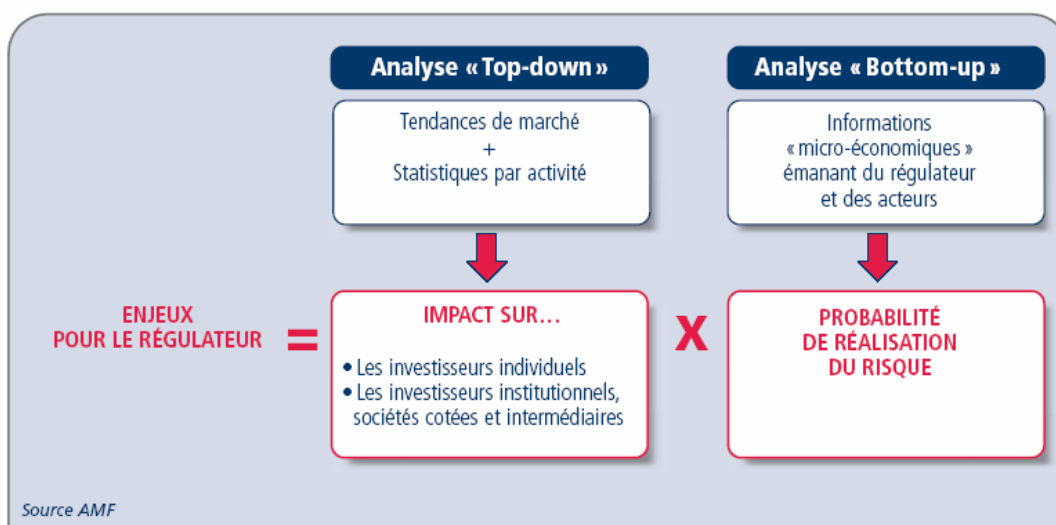 Analyse « Top-down »
Tendances de marché
+
Statistiques par activité
Analyse « Bottom-up »
Informations
« micro-économiques »
émanant du régulateur
et des acteurs
ENJEUX
POUR LE RÉGULATEUR
=
IMPACT SUR...
• Les investisseurs individuels
• Les investisseurs institutionnels,
sociétés cotées et intermédiaires
X
PROBABILITÉ
DE RÉALISATION
DU RISQUE
Source AMF